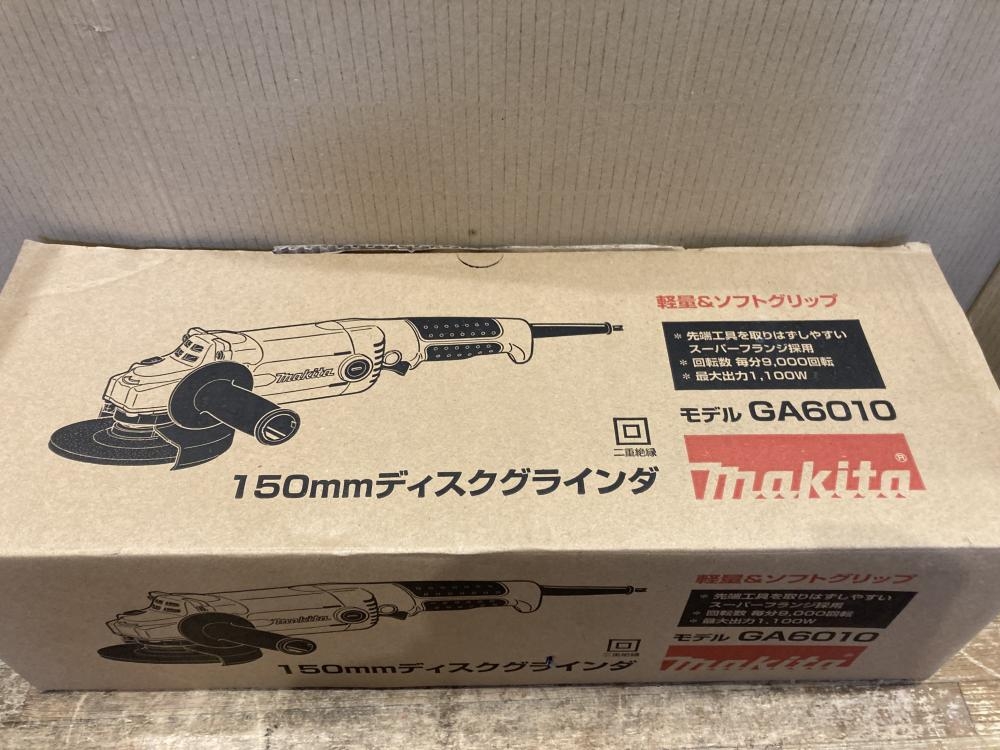 軽量&ソフトグリップ
* 先端工具を取りはずしやすい
スーパーフランジ採用
* 回転数 毎分9,000回転
* 最大出力1,100W
モデル GA6010
makita
二重絶縁
150mmディスクグラインダ
makita®
軽量&ソフトグリップ
* 先端工具を取りはずしやすい
スーパーフランジ採用
* 回転数 毎分9,000回転
* 最大出力1,100W
モデル GA6010
makita
二重絶縁
150mmディスクグラインダ
makita